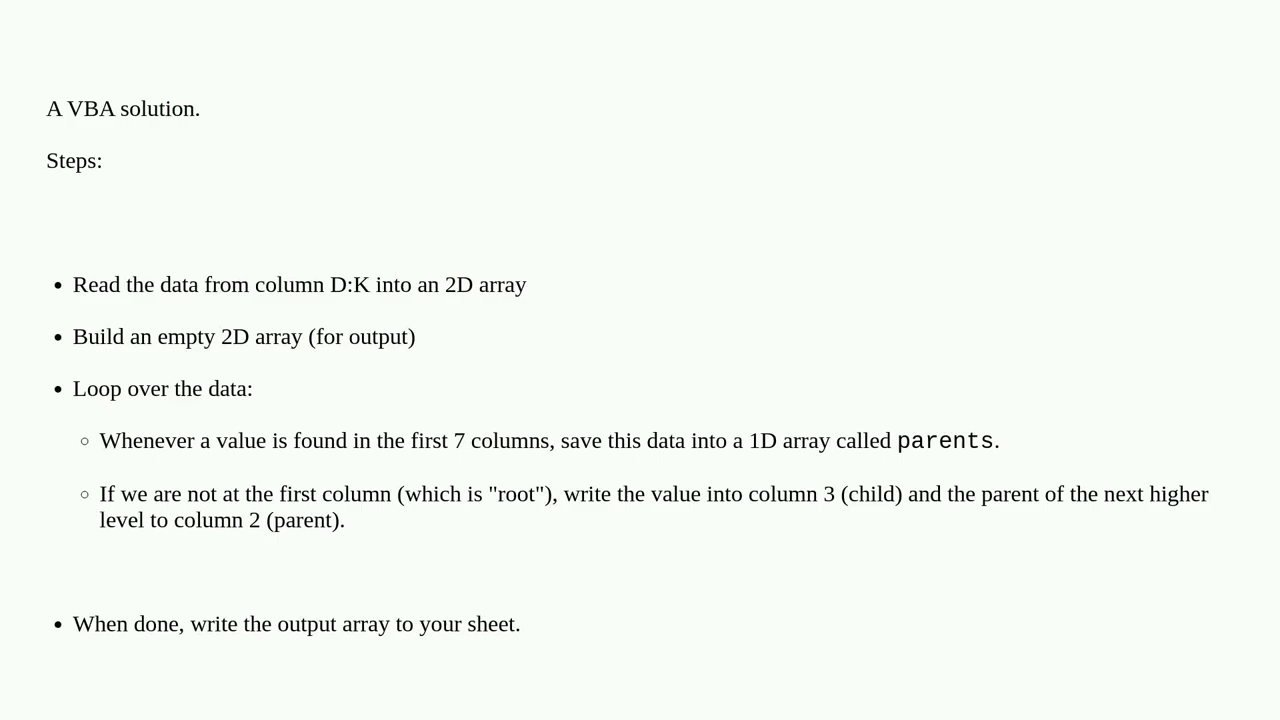 A VBA solution.
Steps:
• Read the data from column D:K into an 2D array
• Build an empty 2D array (for output)
• Loop over the data:
◦ Whenever a value is found in the first 7 columns, save this data into a 1D array called parents.
◦ If we are not at the first column (which is "root"), write the value into column 3 (child) and the parent of the next higher
level to column 2 (parent).
• When done, write the output array to your sheet.